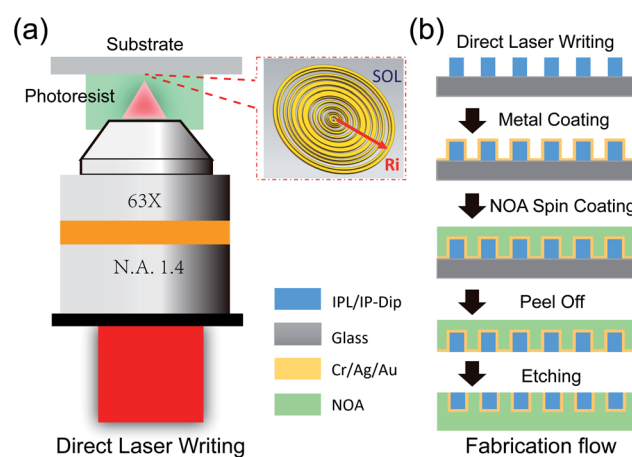 (a)
Substrate
Photoresist
SOL
Ri
63X
N.A. 1.4
IPL/IP-Dip
Glass
Cr/Ag/Au
NOA
Direct Laser Writing
(b)
Direct Laser Writing
Metal Coating
NOA Spin Coating
Peel Off
Etching
Fabrication flow